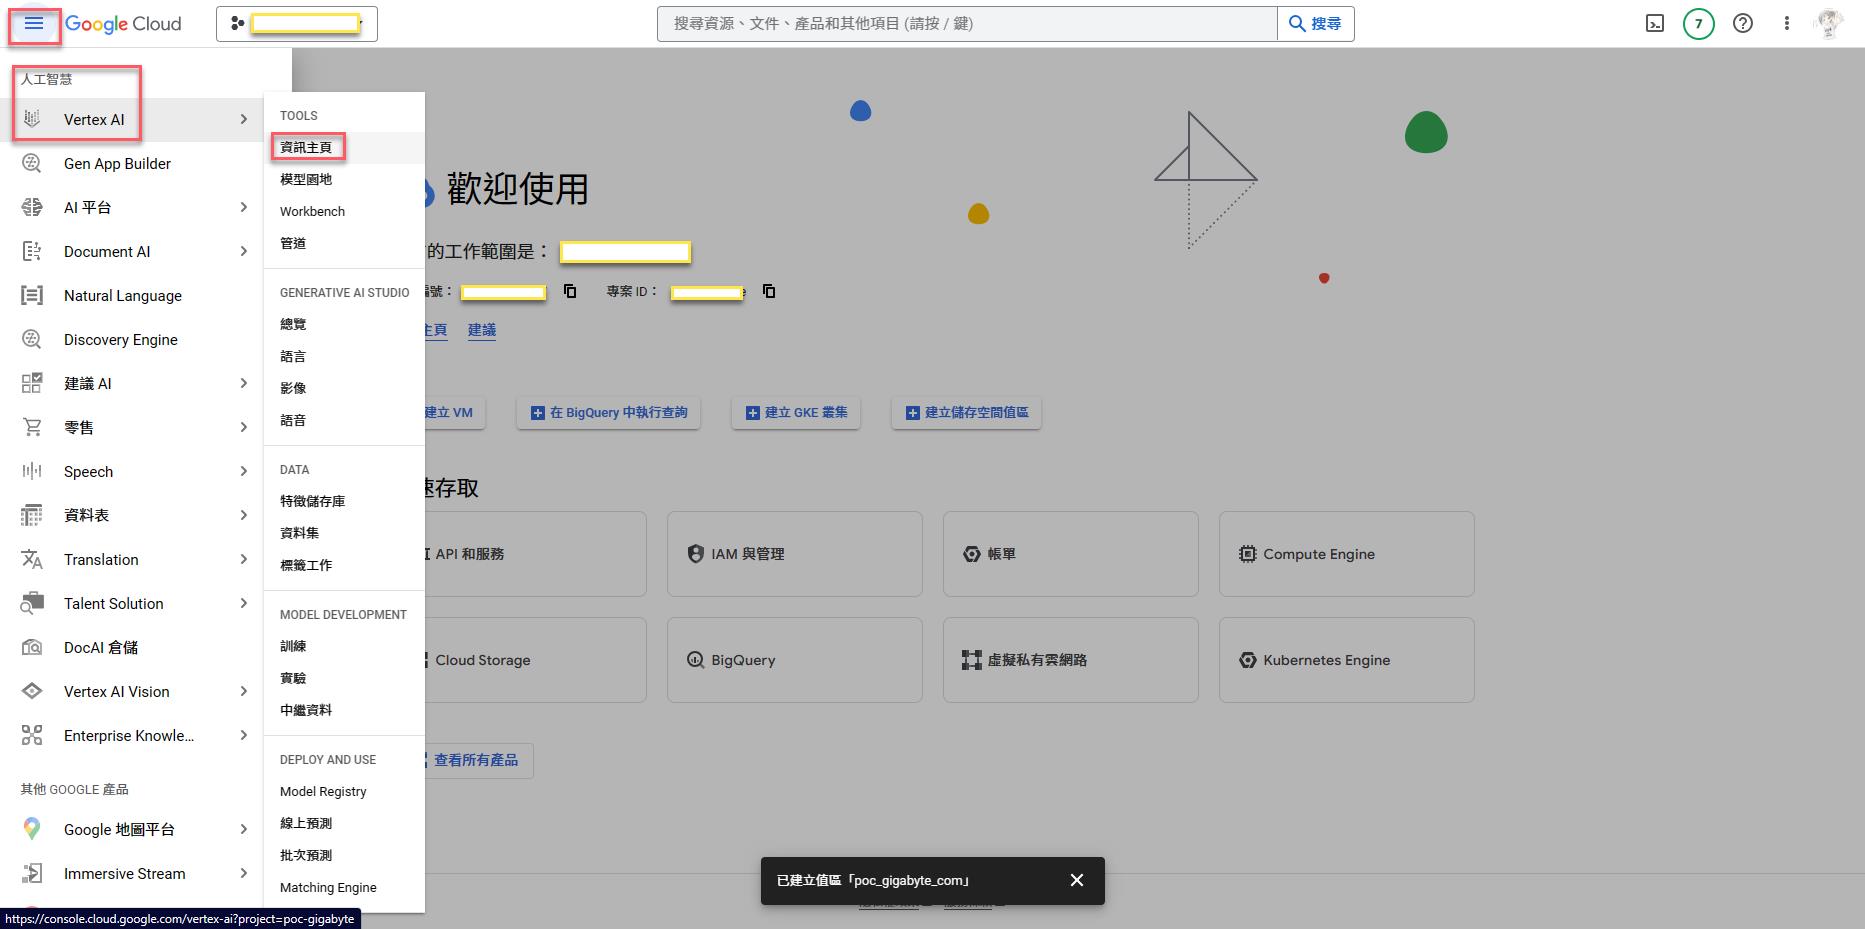 Google Cloud
搜尋資源、文件、產品和其他項目 (請按 / 鍵)
搜尋
7
人工智慧
Vertex AI
Gen App Builder
AI 平台
Document AI
Natural Language
Discovery Engine
建議 AI
零售
Speech
資料表
Translation
Talent Solution
DocAI 倉儲
Vertex AI Vision
Enterprise Knowle...
其他 GOOGLE 產品
Google 地圖平台
Immersive Stream
TOOLS
資訊主頁
模型園地
Workbench
管道
GENERATIVE AI STUDIO
總覽
語言
影像
語音
DATA
特徵儲存庫
資料集
標籤工作
MODEL DEVELOPMENT
訓練
實驗
中繼資料
DEPLOY AND USE
Model Registry
線上預測
批次預測
Matching Engine
歡迎使用
的工作範圍是：
編號： 專案 ID：
主頁 建議
建立 VM
在 BigQuery 中執行查詢
建立 GKE 叢集
建立儲存空間值區
速存取
API 和服務
IAM 與管理
帳單
Compute Engine
Cloud Storage
BigQuery
虛擬私有雲網路
Kubernetes Engine
查看所有產品
已建立值區「poc_gigabyte_com」
https://console.cloud.google.com/vertex-ai?project=poc-gigabyte